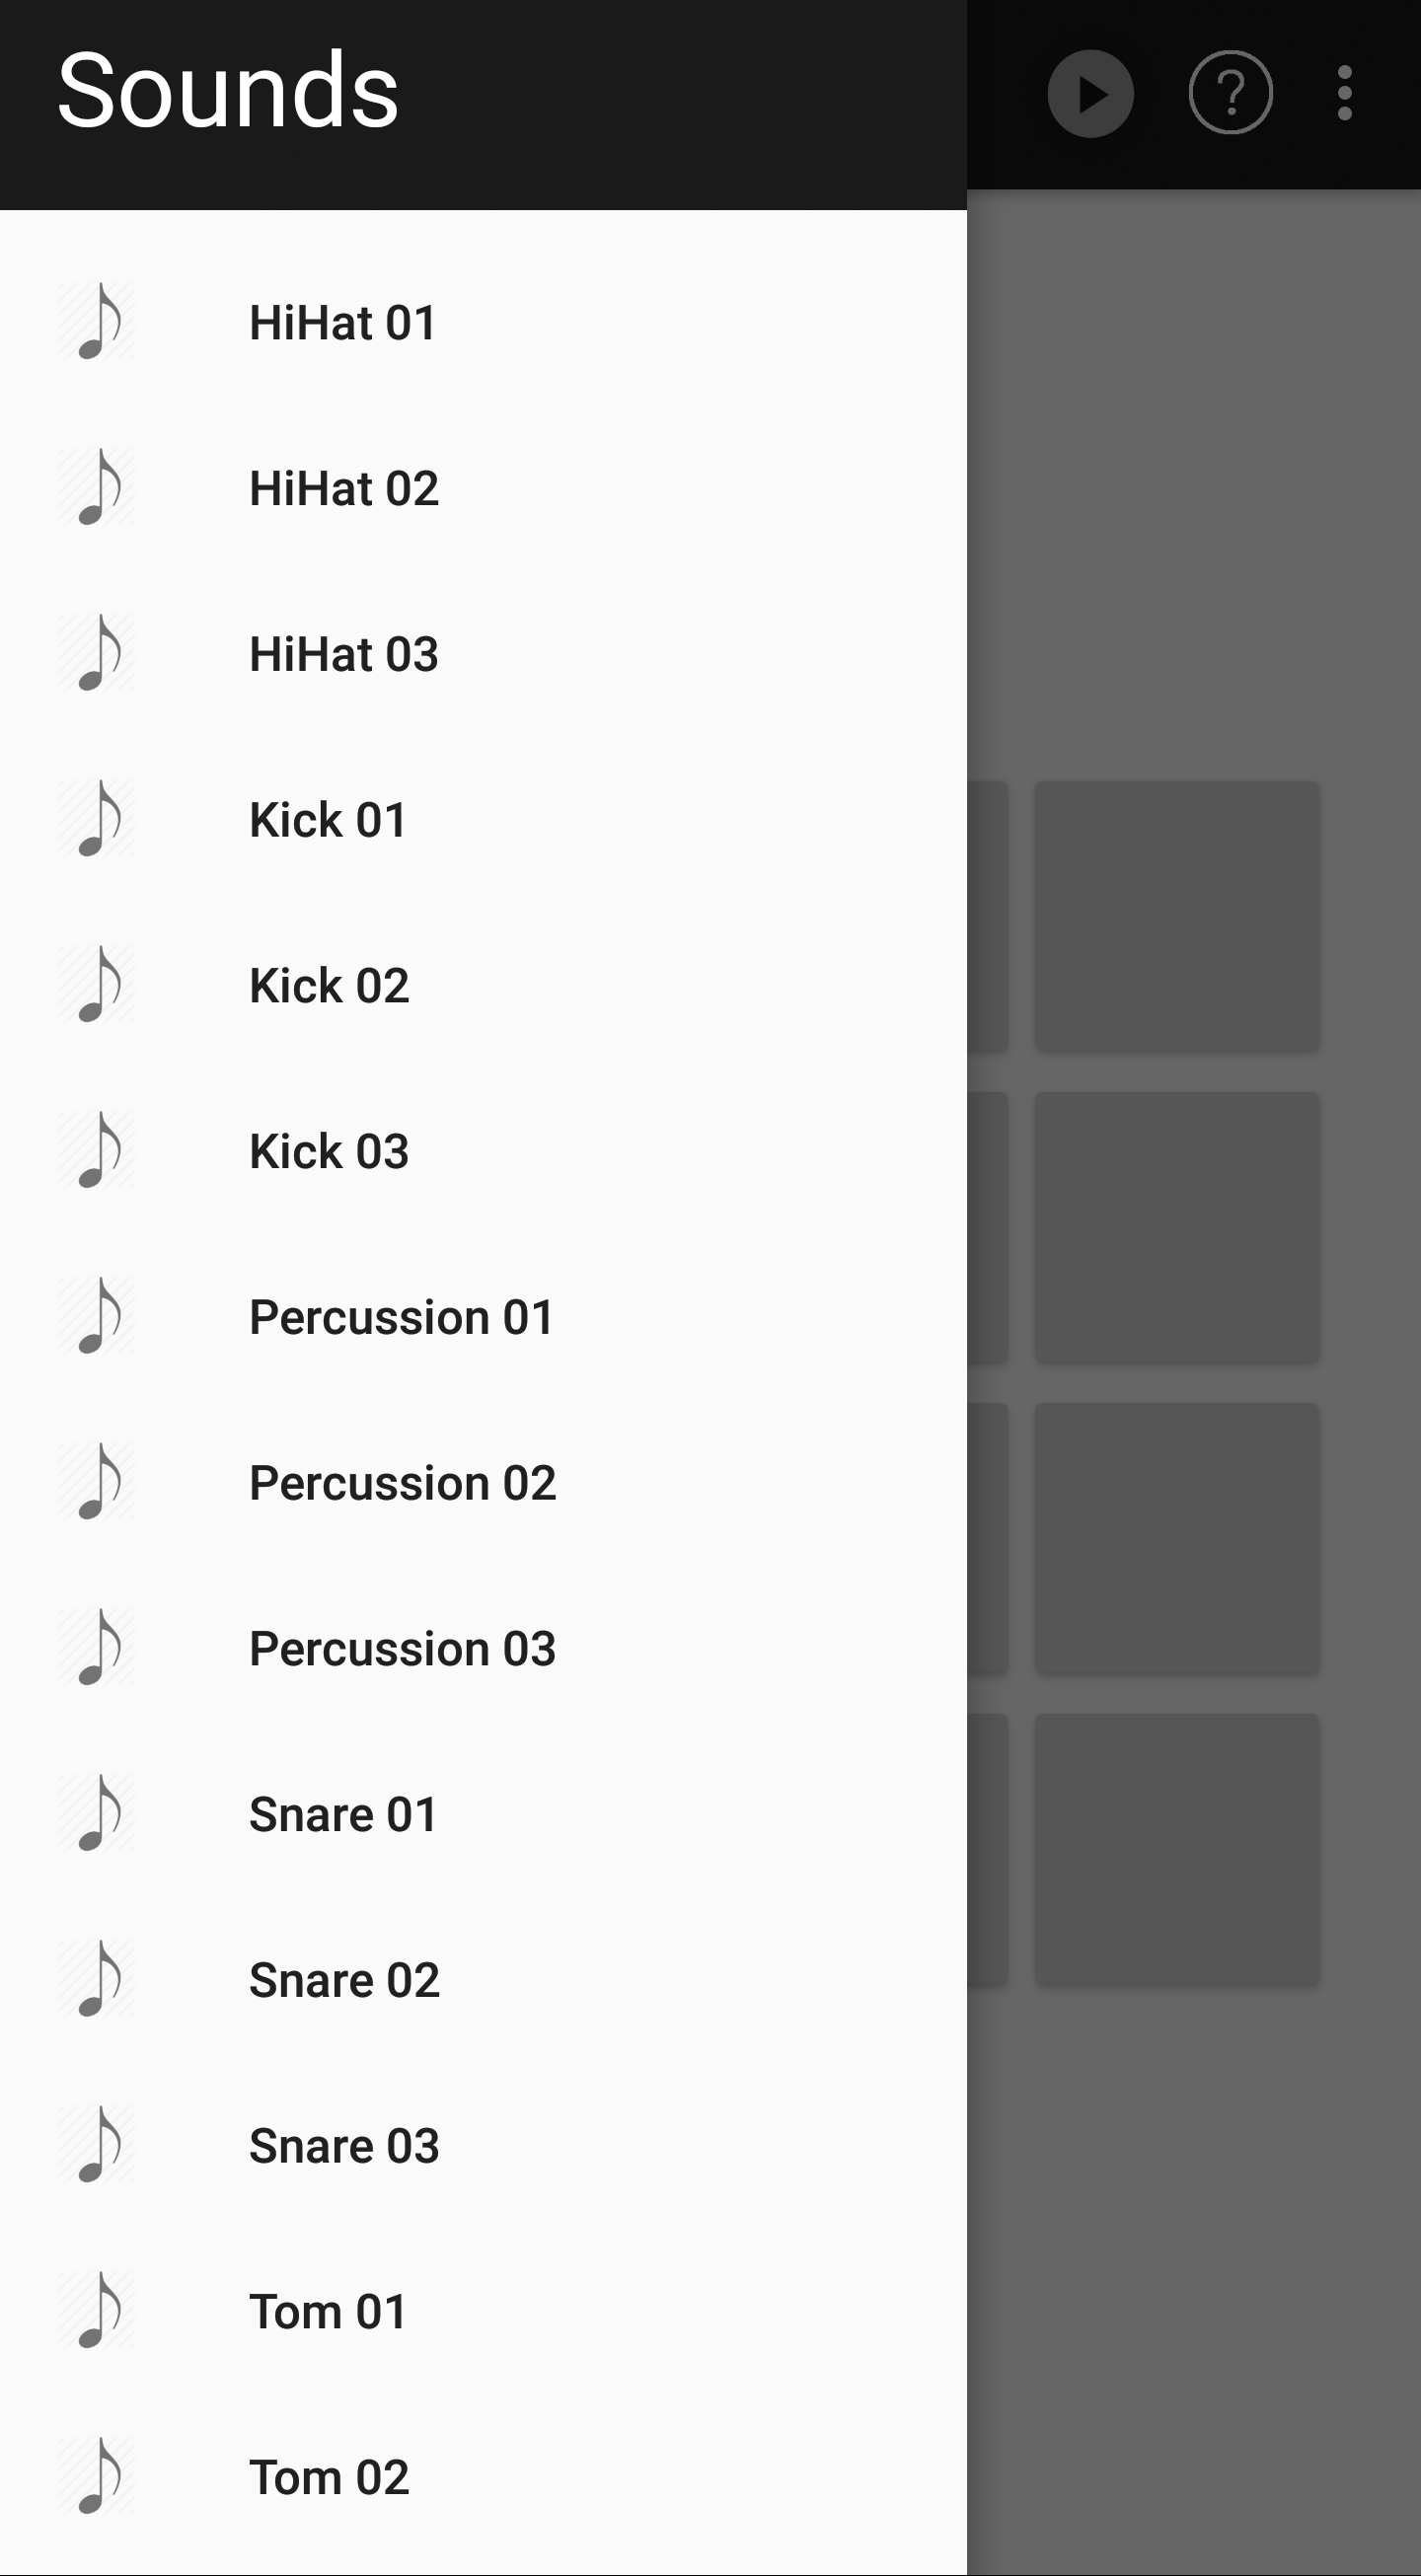 Sounds
?
HiHat 01
HiHat 02
HiHat 03
Kick 01
Kick 02
Kick 03
Percussion 01
Percussion 02
Percussion 03
Snare 01
Snare 02
Snare 03
Tom 01
Tom 02